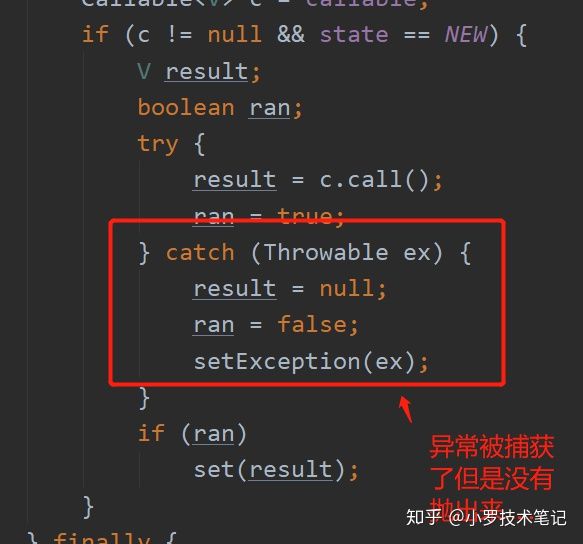 Callable<V> c = callable;
if (c != null && state == NEW) {
V result;
boolean ran;
try {
result = c.call();
ran = true;
} catch (Throwable ex) {
result = null;
ran = false;
setException(ex);
}
if (ran)
set(result);
}
} finally {
异常被捕获
了但是没有
抛出来
知乎 @小罗技术笔记